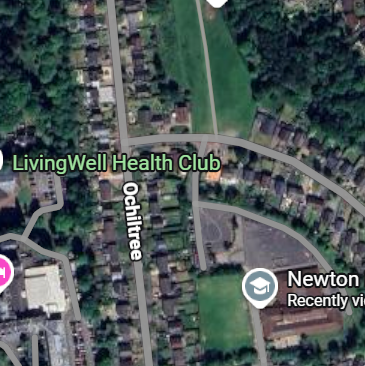 LivingWell Health Club
Ochiltree
Newton
Recently vi